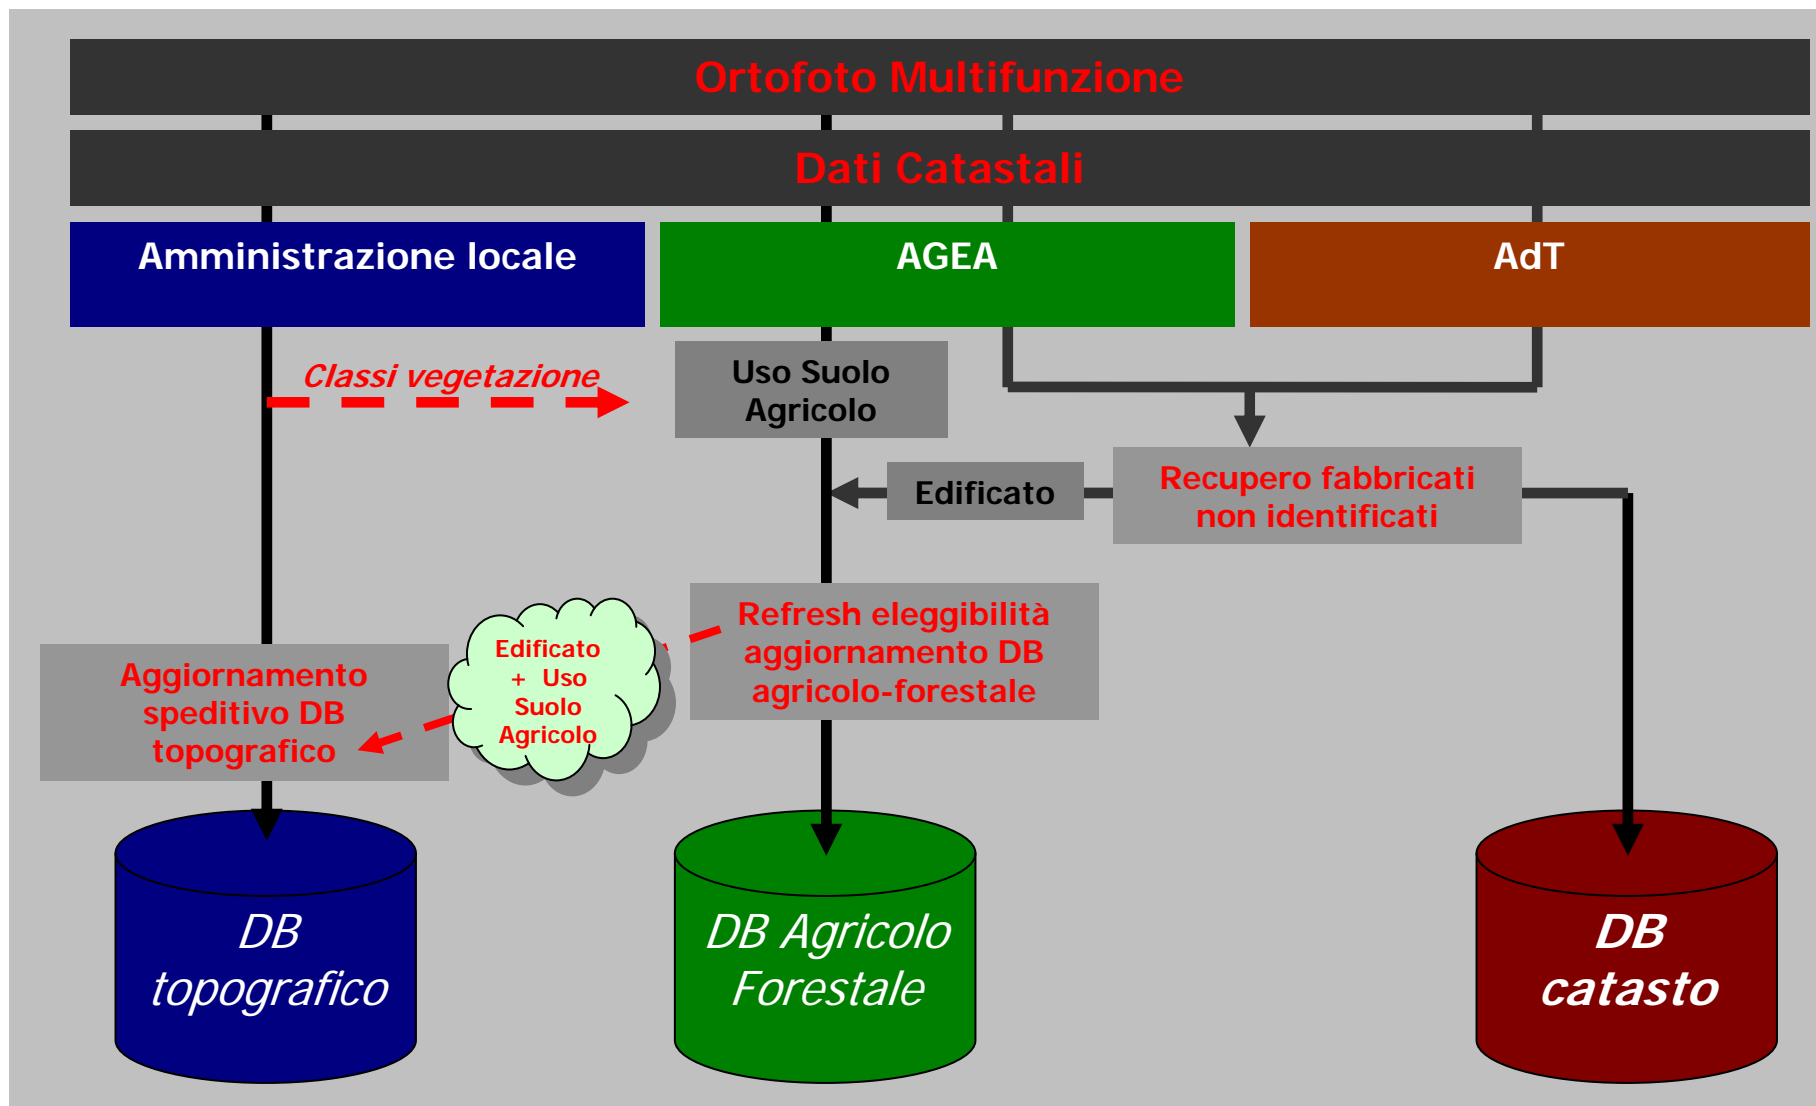 Ortofoto Multifunzione
Dati Catastali
Amministrazione locale
AGEA
AdT
Classi vegetazione
Uso Suolo
Agricolo
Edificato
Recupero fabbricati
non identificati
Refresh eleggibilità
aggiornamento DB
agricolo-forestale
Edificato
+ Uso
Suolo
Agricolo
Aggiornamento
speditivo DB
topografico
DB
topografico
DB Agricolo
Forestale
DB
catasto